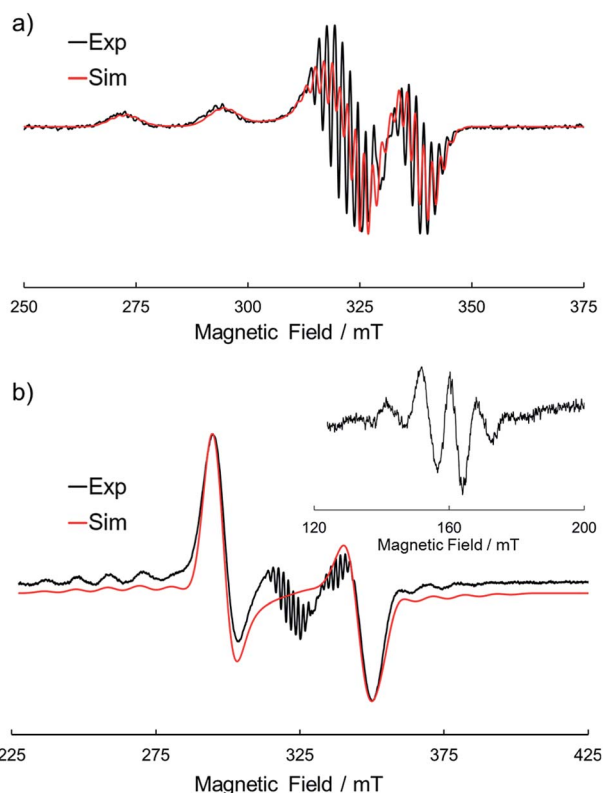 a)
Exp
Sim
250 275 300 325 350 375
Magnetic Field / mT
b)
Exp
Sim
120 160 200
Magnetic Field / mT
225 275 325 375 425
Magnetic Field / mT